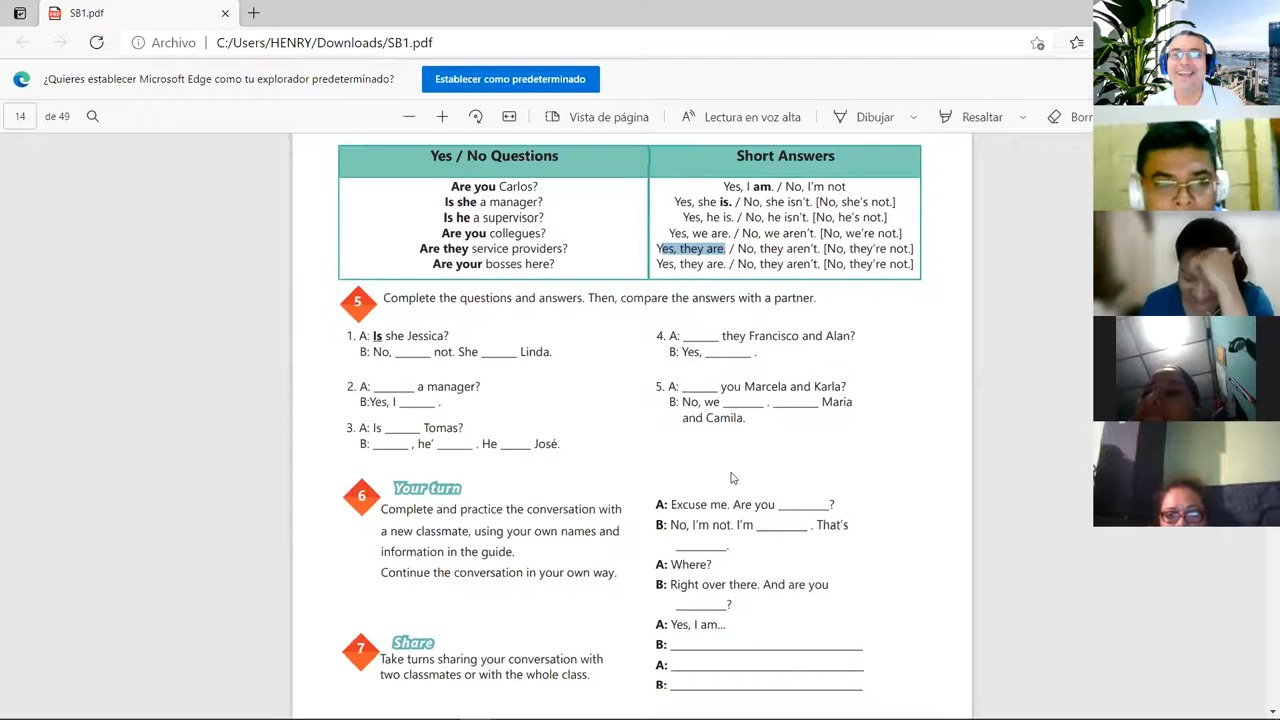 SB1.pdf
Archivo C:/Users/HENRY/Downloads/SB1.pdf
¿Quieres establecer Microsoft Edge como tu explorador predeterminado? Establecer como predeterminado
14 de 49 Vista de página Lectura en voz alta Dibujar Resaltar Borr
Yes / No Questions Short Answers
Are you Carlos? Yes, I am. / No, I'm not
Is she a manager? Yes, she is. / No, she isn't. [No, she's not.]
Is he a supervisor? Yes, he is. / No, he isn't. [No, he's not.]
Are you collegues? Yes, we are. / No, we aren't. [No, we're not.]
Are they service providers? Yes, they are. / No, they aren't. [No, they're not.]
Are your bosses here? Yes, they are. / No, they aren't. [No, they're not.]
5 Complete the questions and answers. Then, compare the answers with a partner.
1. A: Is she Jessica?
B: No, ______ not. She ______ Linda.
2. A: _______ a manager?
B:Yes, I ______ .
3. A: Is ______ Tomas?
B: ______ , he' ______ . He _____ José.
4. A: ______ they Francisco and Alan?
B: Yes, ________ .
5. A: ______ you Marcela and Karla?
B: No, we _______ . ________ Maria
and Camila.
6 Your turn
Complete and practice the conversation with
a new classmate, using your own names and
information in the guide.
Continue the conversation in your own way.
A: Excuse me. Are you _________?
B: No, I'm not. I'm _________ . That's
_________.
A: Where?
B: Right over there. And are you
_________?
A: Yes, I am...
B: __________________________________
A: __________________________________
B: __________________________________
7 Share
Take turns sharing your conversation with
two classmates or with the whole class.